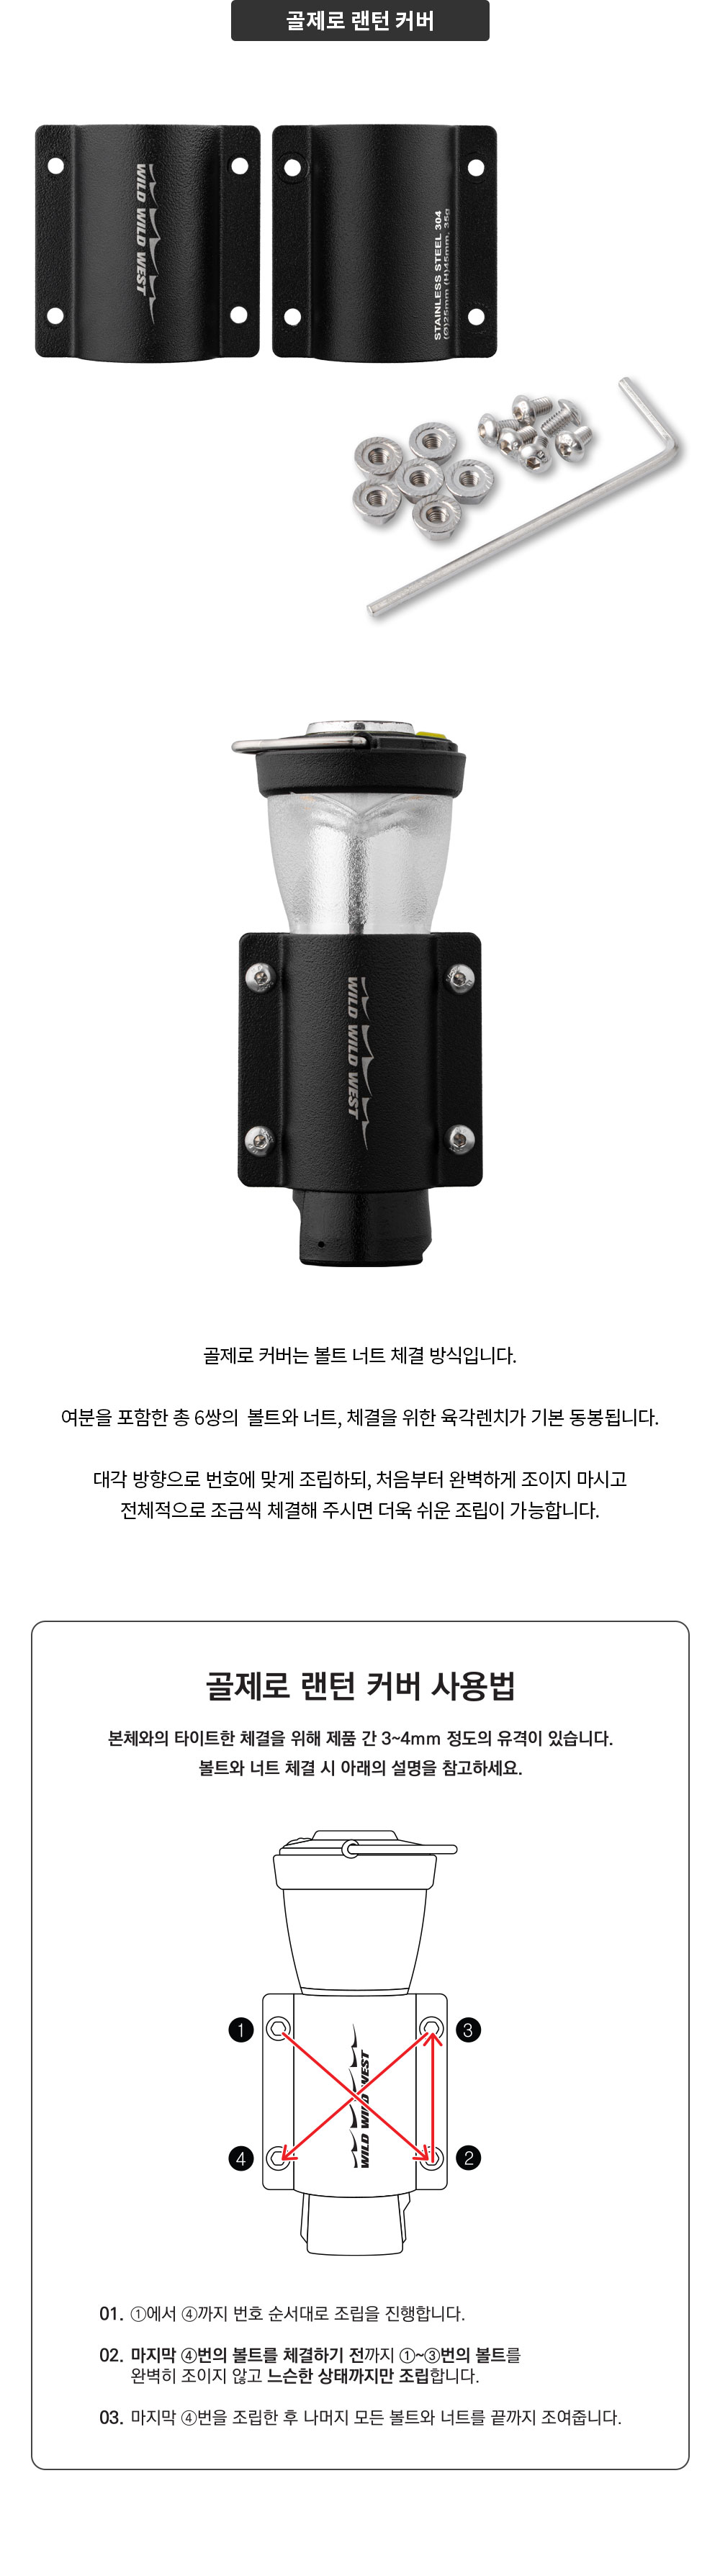 골제로 랜턴 커버
WILD WILD WEST
STAINLESS STEEL 304
(Ø)25mm (H)45mm, 35g
WILD WILD WEST
골제로 커버는 볼트 너트 체결 방식입니다.
여분을 포함한 총 6쌍의 볼트와 너트, 체결을 위한 육각렌치가 기본 동봉됩니다.
대각 방향으로 번호에 맞게 조립하되, 처음부터 완벽하게 조이지 마시고
전체적으로 조금씩 체결해 주시면 더욱 쉬운 조립이 가능합니다.
골제로 랜턴 커버 사용법
본체와의 타이트한 체결을 위해 제품 간 3~4mm 정도의 유격이 있습니다.
볼트와 너트 체결 시 아래의 설명을 참고하세요.
1
3
WILD WILD WEST
4
2
01. ①에서 ④까지 번호 순서대로 조립을 진행합니다.
02. 마지막 ④번의 볼트를 체결하기 전까지 ①~③번의 볼트를
완벽히 조이지 않고 느슨한 상태까지만 조립합니다.
03. 마지막 ④번을 조립한 후 나머지 모든 볼트와 너트를 끝까지 조여줍니다.